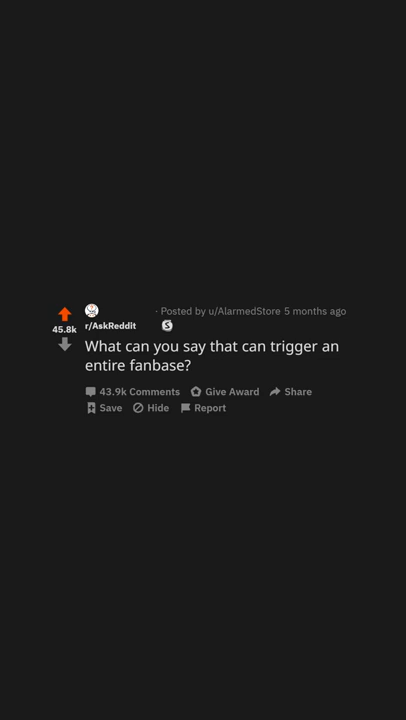 · Posted by u/AlarmedStore 5 months ago
r/AskReddit
45.8k
What can you say that can trigger an
entire fanbase?
43.9k Comments Give Award Share
Save Hide Report